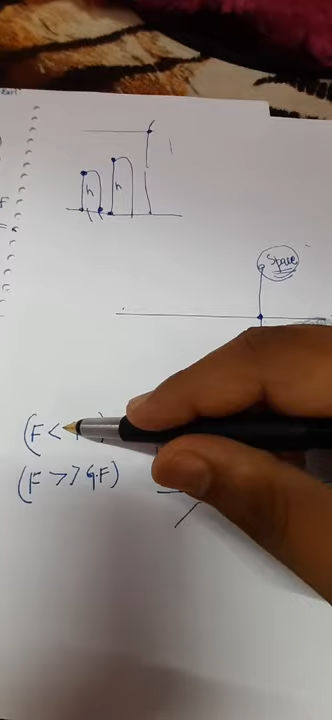 h h
Space
(F <
(F >> G.F)